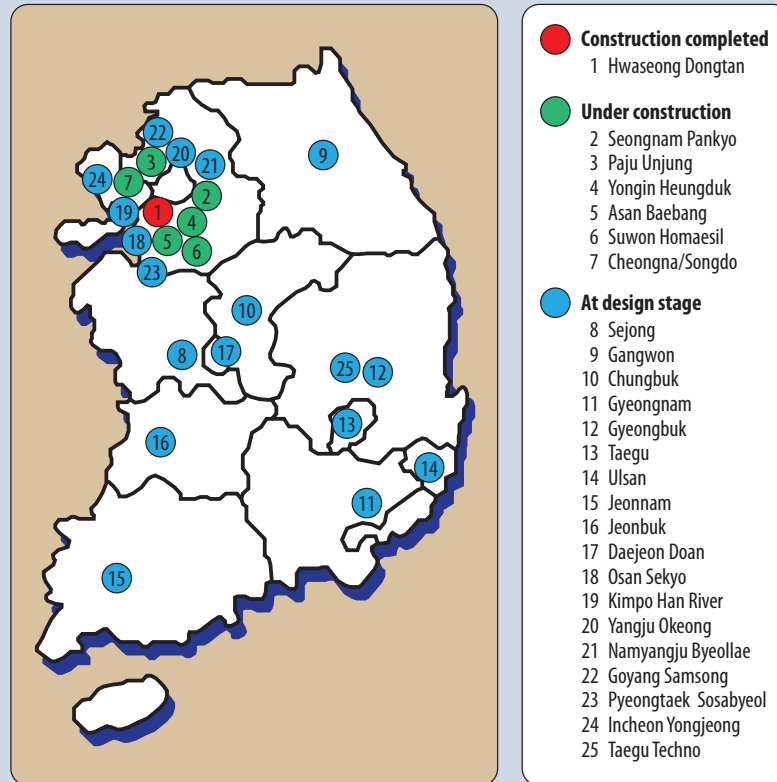 22
20
3
21
9
24
7
2
19
1
4
18
5
6
23
10
17
8
25
12
13
16
14
11
15
Construction completed
1 Hwaseong Dongtan
Under construction
2 Seongnam Pankyo
3 Paju Unjung
4 Yongin Heungduk
5 Asan Baebang
6 Suwon Homaesil
7 Cheongna/Songdo
At design stage
8 Sejong
9 Gangwon
10 Chungbuk
11 Gyeongnam
12 Gyeongbuk
13 Taegu
14 Ulsan
15 Jeonnam
16 Jeonbuk
17 Daejeon Doan
18 Osan Sekyo
19 Kimpo Han River
20 Yangju Okeong
21 Namyangju Byeollae
22 Goyang Samsong
23 Pyeongtaek Sosabyeol
24 Incheon Yongjeong
25 Taegu Techno